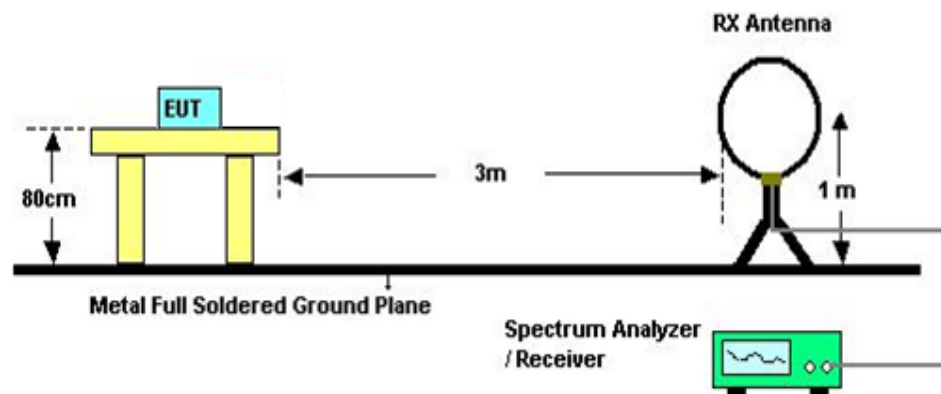 RX Antenna
EUT
3m
80cm
1 m
Metal Full Soldered Ground Plane
Spectrum Analyzer
/ Receiver